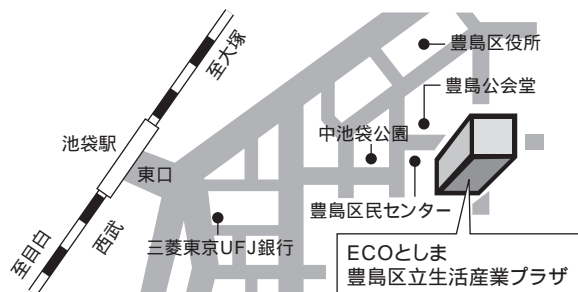 至大塚
豊島区役所
豊島公会堂
池袋駅
中池袋公園
東口
豊島区民センター
西武
至目白
三菱東京UFJ銀行
ECOとしま
豊島区立生活産業プラザ